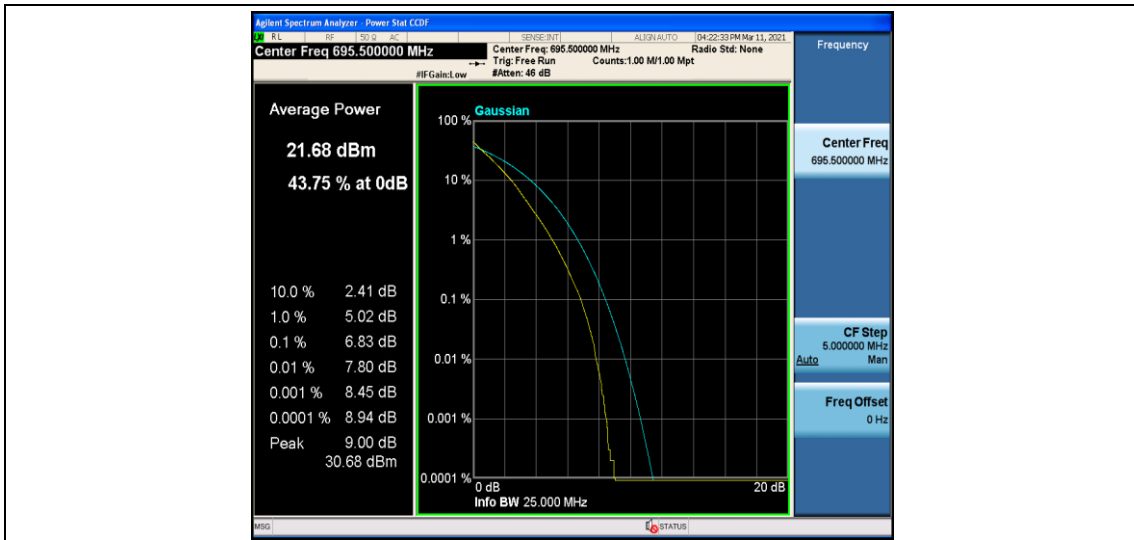 Agilent Spectrum Analyzer - Power Stat CCDF
RL RF 50 Ω AC SENSE:INT ALIGN AUTO 04:22:33 PM Mar 11, 2021
Center Freq 695.500000 MHz
Center Freq: 695.500000 MHz Radio Std: None
Trig: Free Run Counts:1.00 M/1.00 Mpt
#IFGain:Low #Atten: 46 dB
Average Power
21.68 dBm
43.75 % at 0dB
10.0 % 2.41 dB
1.0 % 5.02 dB
0.1 % 6.83 dB
0.01 % 7.80 dB
0.001 % 8.45 dB
0.0001 % 8.94 dB
Peak 9.00 dB
30.68 dBm
Gaussian
100 %
10 %
1 %
0.1 %
0.01 %
0.001 %
0.0001 %
0 dB 20 dB
Info BW 25.000 MHz
Frequency
Center Freq
695.500000 MHz
CF Step
5.000000 MHz
Auto Man
Freq Offset
0 Hz
MSG STATUS